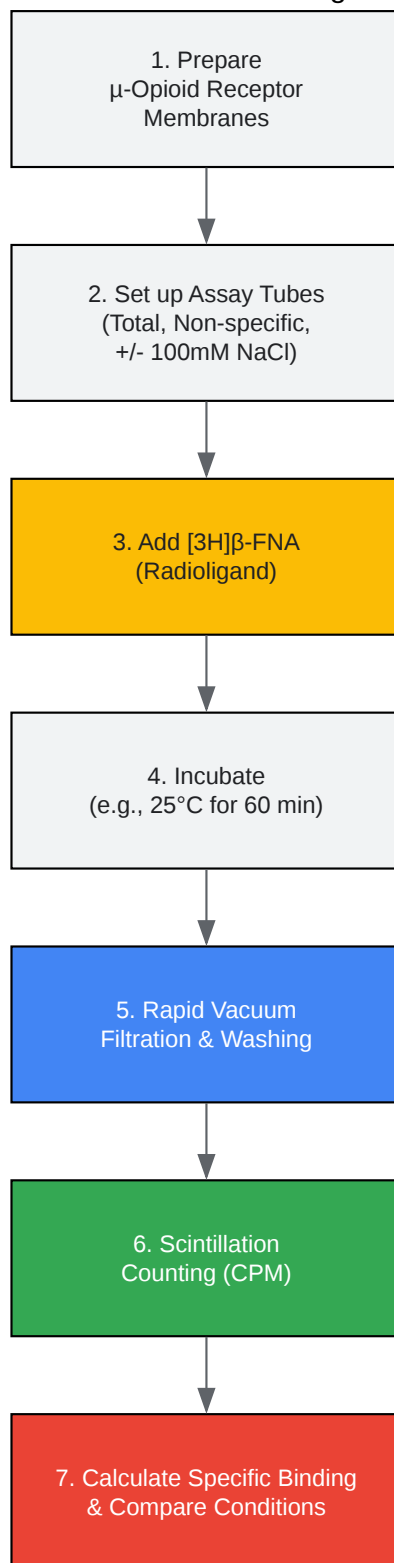 1. Prepare
µ-Opioid Receptor
Membranes
2. Set up Assay Tubes
(Total, Non-specific,
+/- 100mM NaCl)
3. Add [3H]β-FNA
(Radioligand)
4. Incubate
(e.g., 25°C for 60 min)
5. Rapid Vacuum
Filtration & Washing
6. Scintillation
Counting (CPM)
7. Calculate Specific Binding
& Compare Conditions